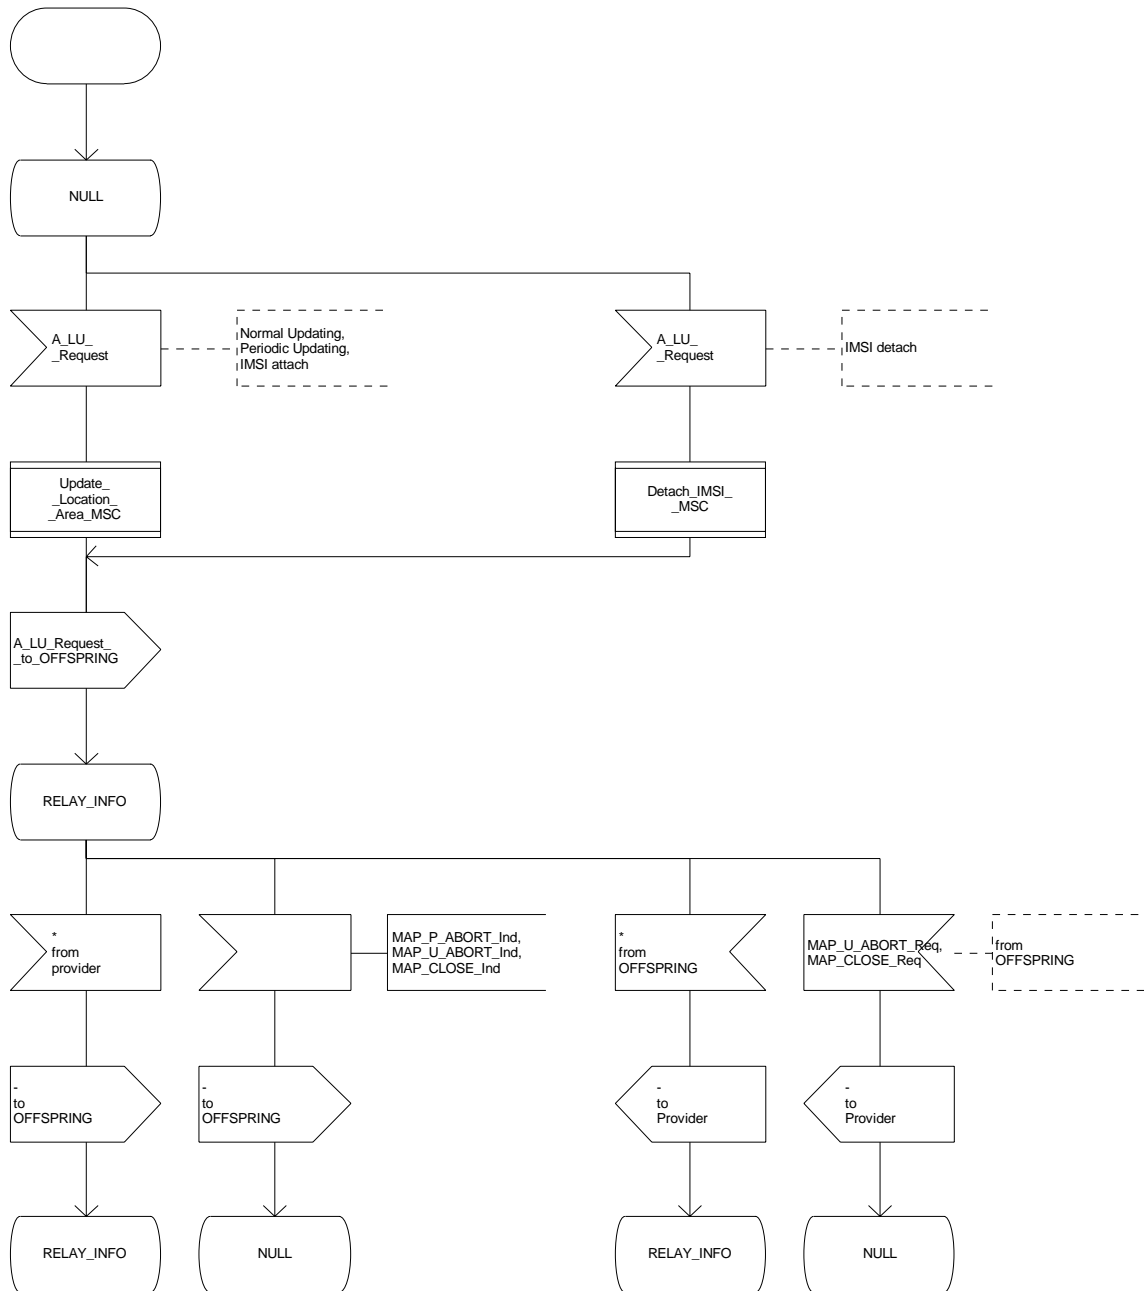 NULL
A_LU_
_Request
Normal Updating,
Periodic Updating,
IMSI attach
A_LU_
_Request
IMSI detach
Update_
_Location_
_Area_MSC
Detach_IMSI_
_MSC
A_LU_Request_
_to_OFFSPRING
RELAY_INFO
*
from
provider
MAP_P_ABORT_Ind,
MAP_U_ABORT_Ind,
MAP_CLOSE_Ind
*
from
OFFSPRING
MAP_U_ABORT_Req,
MAP_CLOSE_Req
from
OFFSPRING
-
to
OFFSPRING
-
to
OFFSPRING
-
to
Provider
-
to
Provider
RELAY_INFO
NULL
RELAY_INFO
NULL